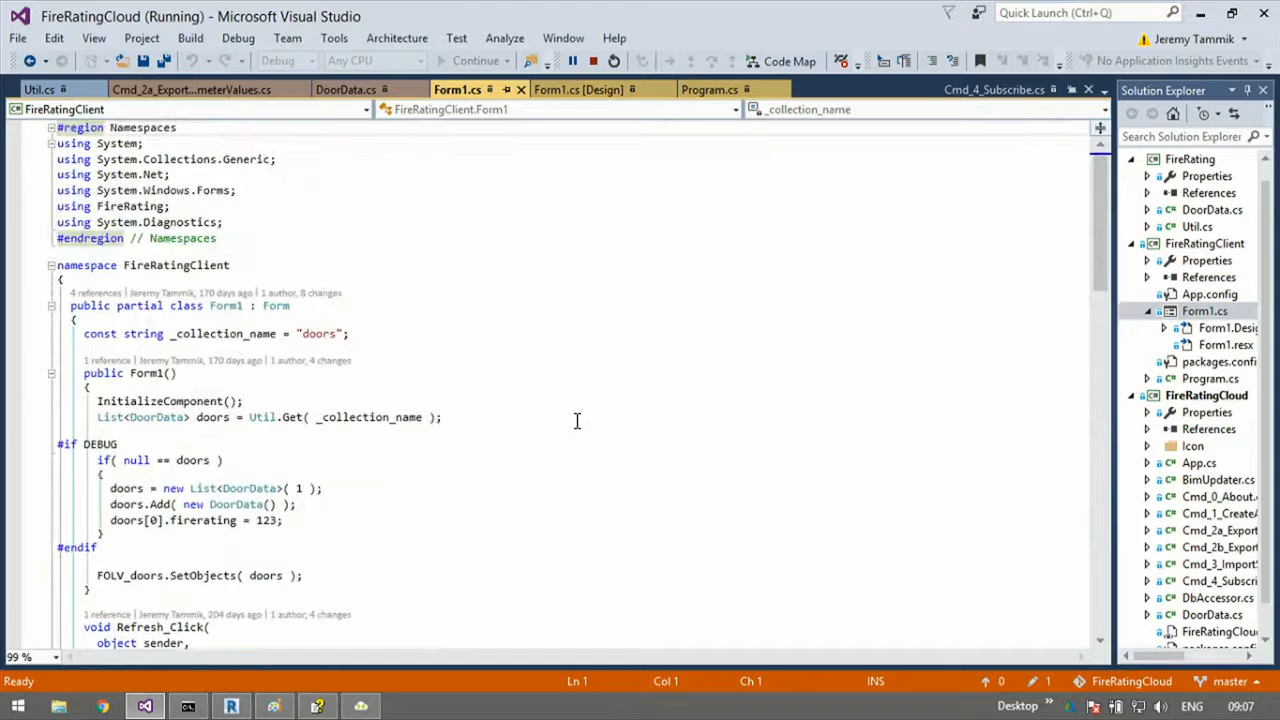 FireRatingCloud (Running) - Microsoft Visual Studio
Quick Launch (Ctrl+Q)
File Edit View Project Build Debug Team Tools Architecture Test Analyze Window Help
Jeremy Tammik
Debug Any CPU Continue Code Map No Application Insights Events
Util.cs Cmd_2a_Export...meterValues.cs DoorData.cs Form1.cs Form1.cs [Design] Program.cs Cmd_4_Subscribe.cs
FireRatingClient FireRatingClient.Form1 _collection_name
#region Namespaces
using System;
using System.Collections.Generic;
using System.Net;
using System.Windows.Forms;
using FireRating;
using System.Diagnostics;
#endregion // Namespaces
namespace FireRatingClient
{
4 references | Jeremy Tammik, 170 days ago | 1 author, 8 changes
public partial class Form1 : Form
{
const string _collection_name = "doors";
1 reference | Jeremy Tammik, 170 days ago | 1 author, 4 changes
public Form1()
{
InitializeComponent();
List<DoorData> doors = Util.Get( _collection_name );
#if DEBUG
if( null == doors )
{
doors = new List<DoorData>( 1 );
doors.Add( new DoorData() );
doors[0].firerating = 123;
}
#endif
FOLV_doors.SetObjects( doors );
}
1 reference | Jeremy Tammik, 204 days ago | 1 author, 4 changes
void Refresh_Click(
object sender,
99 %
Solution Explorer
Search Solution Explorer
FireRating
Properties
References
DoorData.cs
Util.cs
FireRatingClient
Properties
References
App.config
Form1.cs
Form1.Desig
Form1.resx
packages.confi
Program.cs
FireRatingCloud
Properties
References
Icon
App.cs
BimUpdater.cs
Cmd_0_About.
Cmd_1_CreateA
Cmd_2a_Export
Cmd_2b_Export
Cmd_3_ImportS
Cmd_4_Subscri
DbAccessor.cs
DoorData.cs
FireRatingClou
Ready Ln 1 Col 1 Ch 1 INS 0 1 FireRatingCloud master
Desktop ENG 09:07